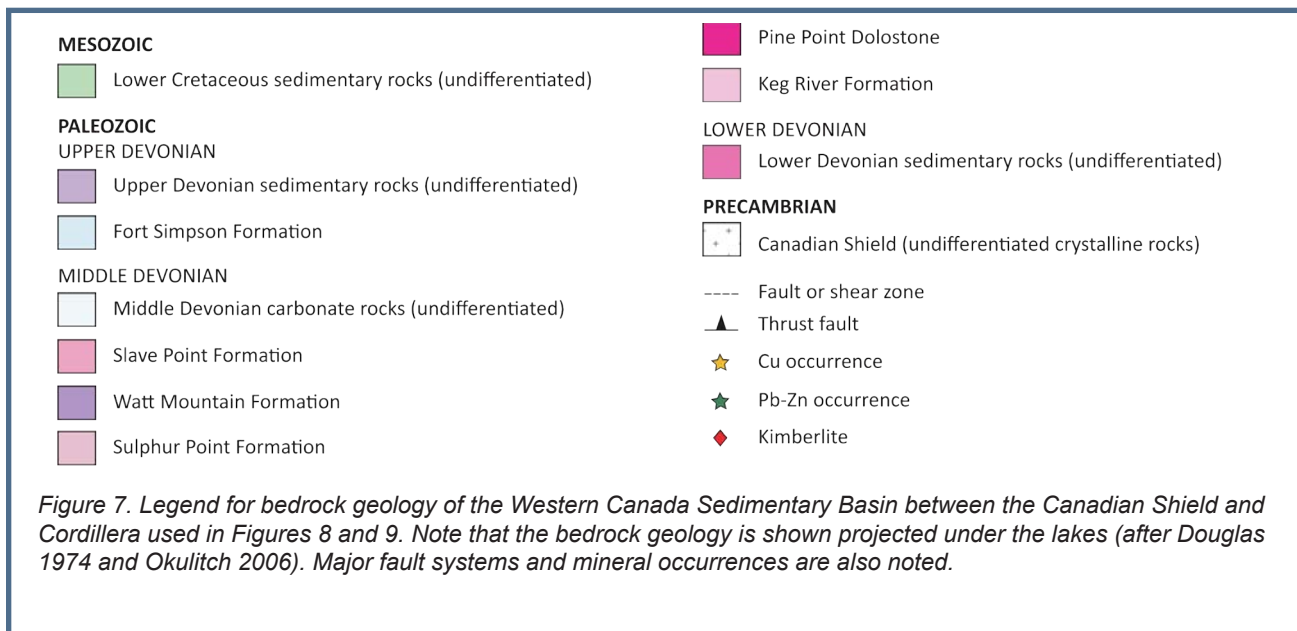 MESOZOIC
Lower Cretaceous sedimentary rocks (undifferentiated)
PALEOZOIC
UPPER DEVONIAN
Upper Devonian sedimentary rocks (undifferentiated)
Fort Simpson Formation
MIDDLE DEVONIAN
Middle Devonian carbonate rocks (undifferentiated)
Slave Point Formation
Watt Mountain Formation
Sulphur Point Formation
Pine Point Dolostone
Keg River Formation
LOWER DEVONIAN
Lower Devonian sedimentary rocks (undifferentiated)
PRECAMBRIAN
Canadian Shield (undifferentiated crystalline rocks)
Fault or shear zone
Thrust fault
Cu occurrence
Pb-Zn occurrence
Kimberlite
Figure 7. Legend for bedrock geology of the Western Canada Sedimentary Basin between the Canadian Shield and
Cordillera used in Figures 8 and 9. Note that the bedrock geology is shown projected under the lakes (after Douglas
1974 and Okulitch 2006). Major fault systems and mineral occurrences are also noted.